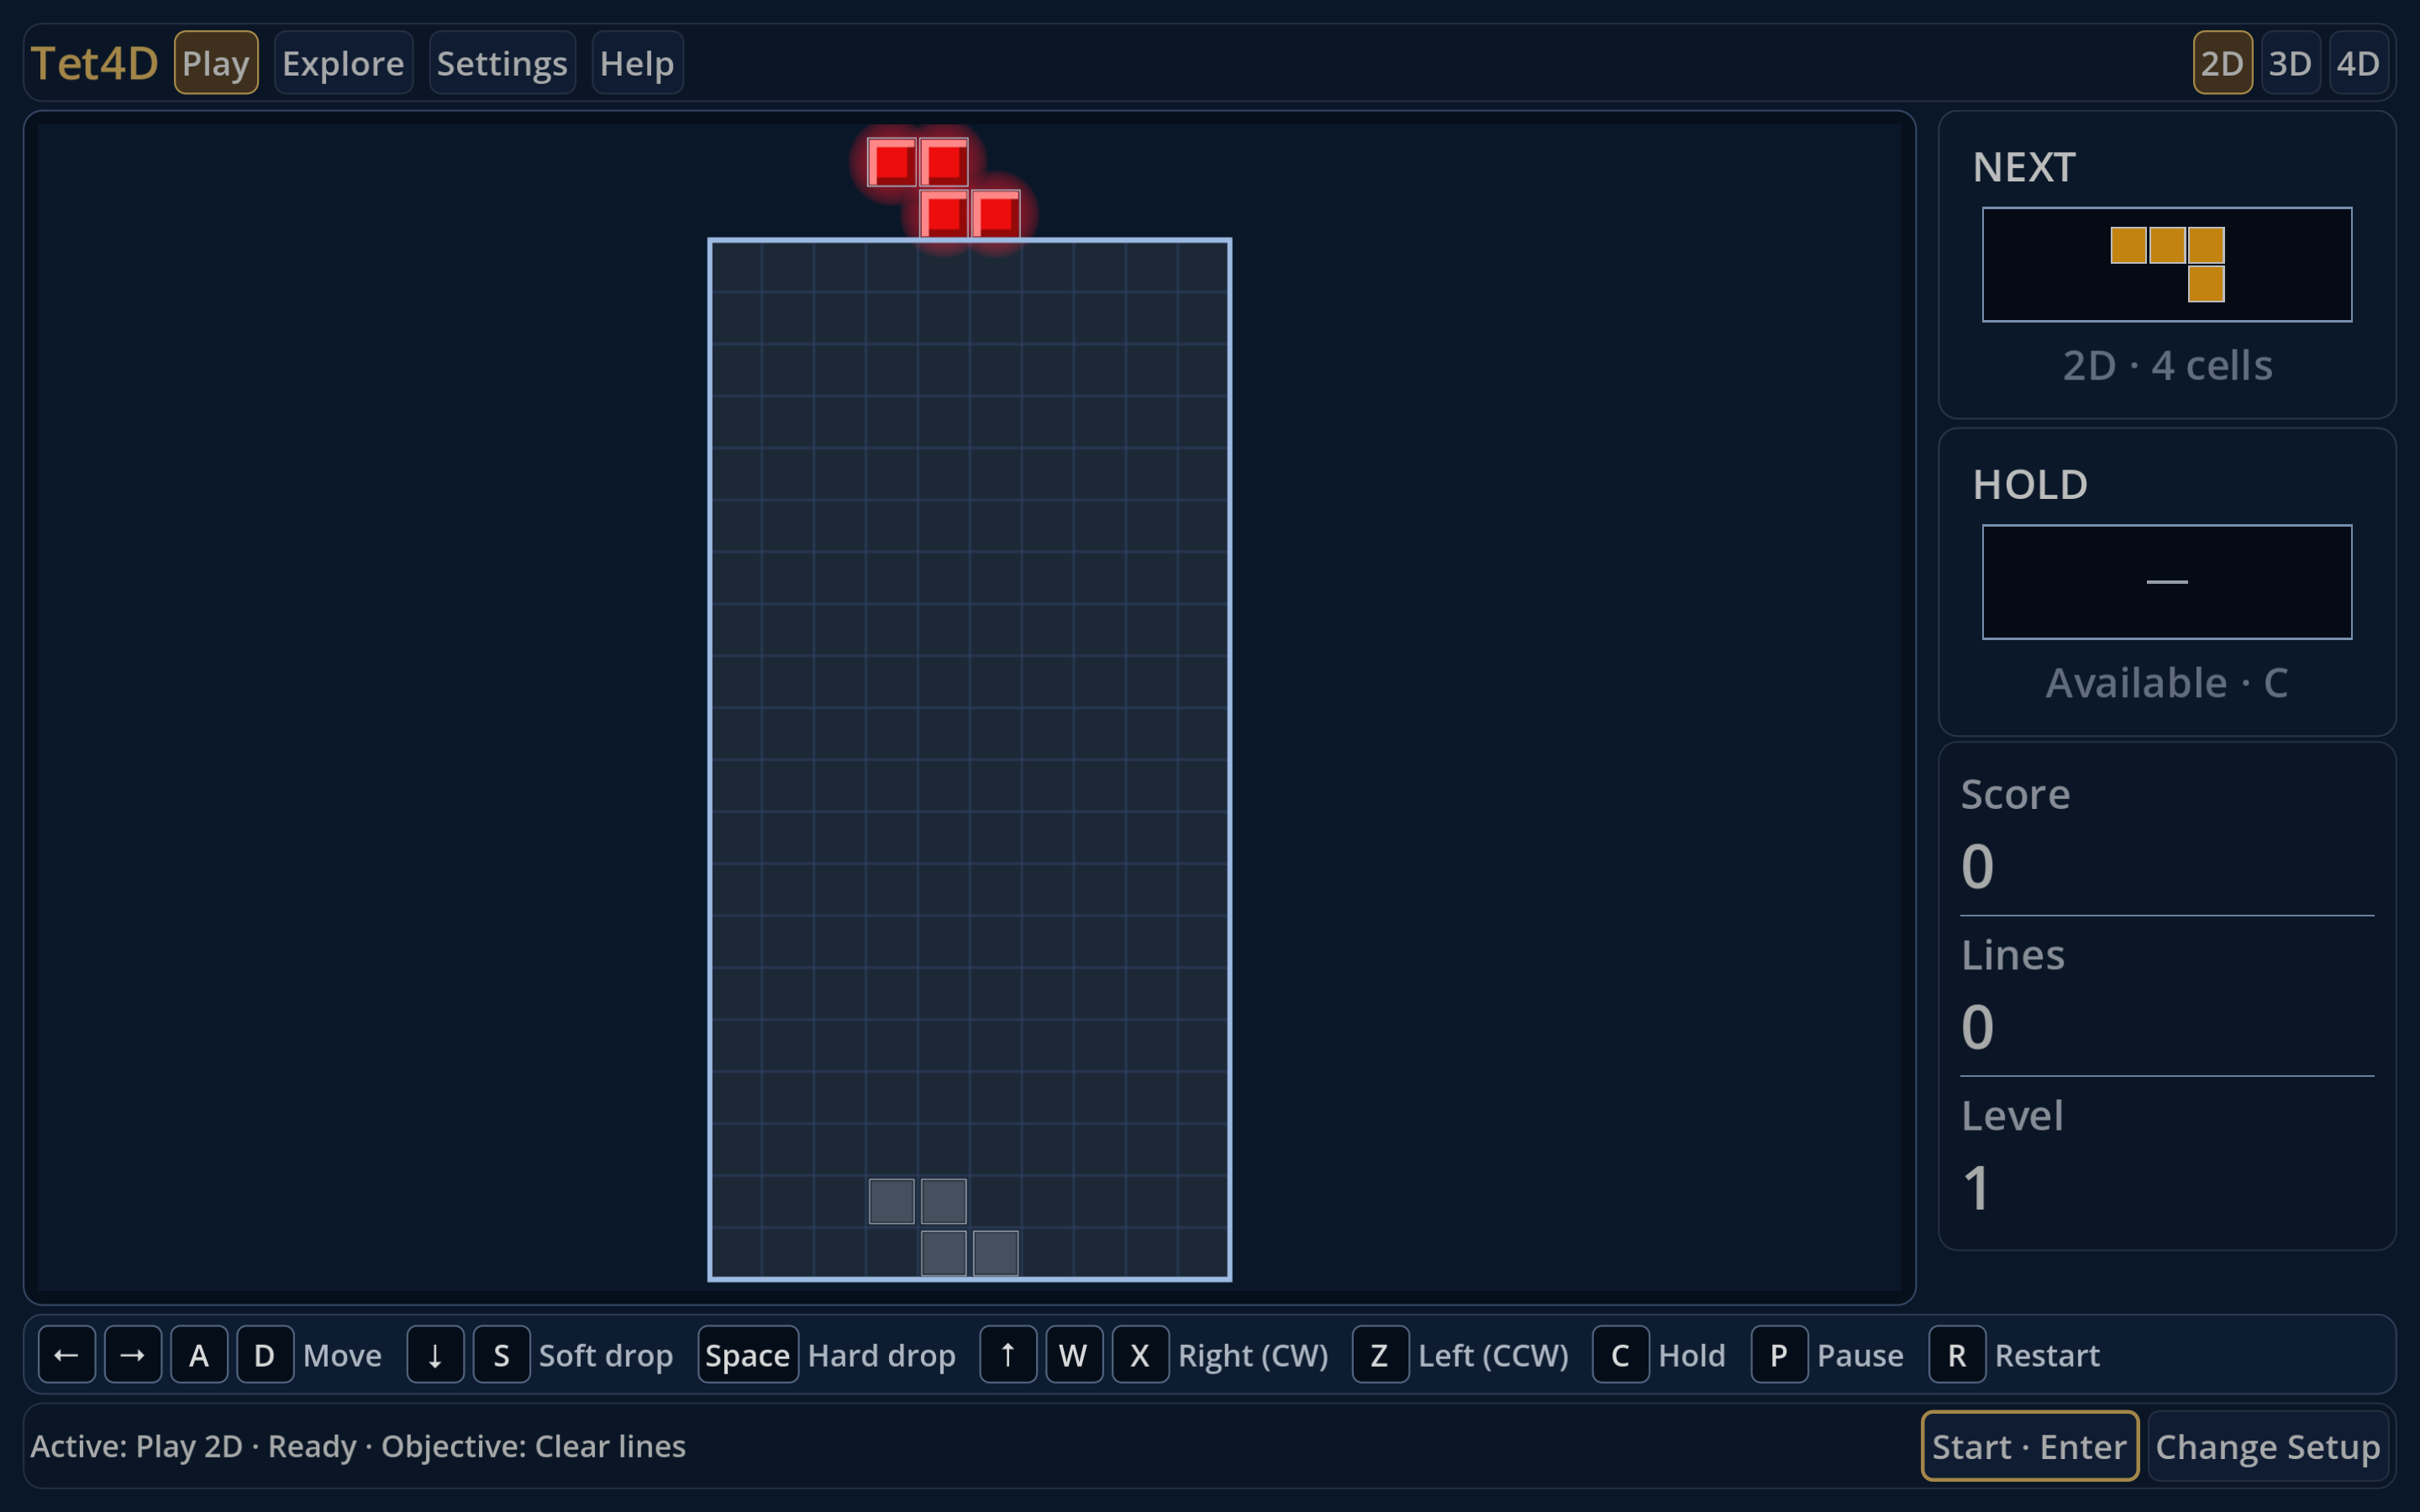 Tet4D Play Explore Settings Help 2D 3D 4D
NEXT
2D · 4 cells
HOLD
—
Available · C
Score
0
Lines
0
Level
1
← → A D Move ↓ S Soft drop Space Hard drop ↑ W X Right (CW) Z Left (CCW) C Hold P Pause R Restart
Active: Play 2D · Ready · Objective: Clear lines Start · Enter Change Setup